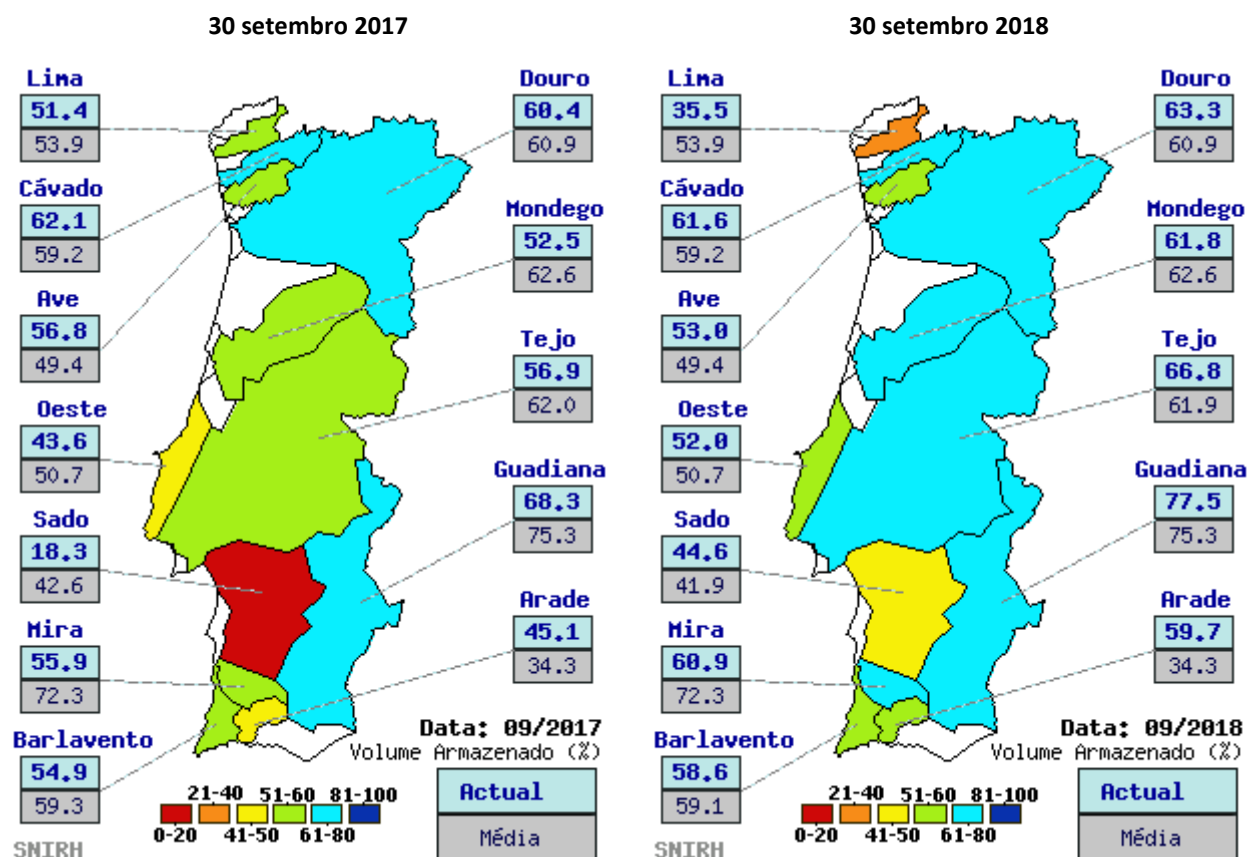 30 setembro 2017
Lima
51.4
53.9
Douro
60.4
60.9
Cávado
62.1
59.2
Mondego
52.5
62.6
Ave
56.8
49.4
Tejo
56.9
62.0
Oeste
43.6
50.7
Guadiana
68.3
75.3
Sado
18.3
42.6
Arade
45.1
34.3
Mira
55.9
72.3
Barlavento
54.9
59.3
Data: 09/2017
Volume Armazenado (%)
Actual
Média
21-40 51-60 81-100
0-20 41-50 61-80
SNIRH
30 setembro 2018
Lima
35.5
53.9
Douro
63.3
60.9
Cávado
61.6
59.2
Mondego
61.8
62.6
Ave
53.0
49.4
Tejo
66.8
61.9
Oeste
52.0
50.7
Guadiana
77.5
75.3
Sado
44.6
41.9
Arade
59.7
34.3
Mira
60.9
72.3
Barlavento
58.6
59.1
Data: 09/2018
Volume Armazenado (%)
Actual
Média
21-40 51-60 81-100
0-20 41-50 61-80
SNIRH